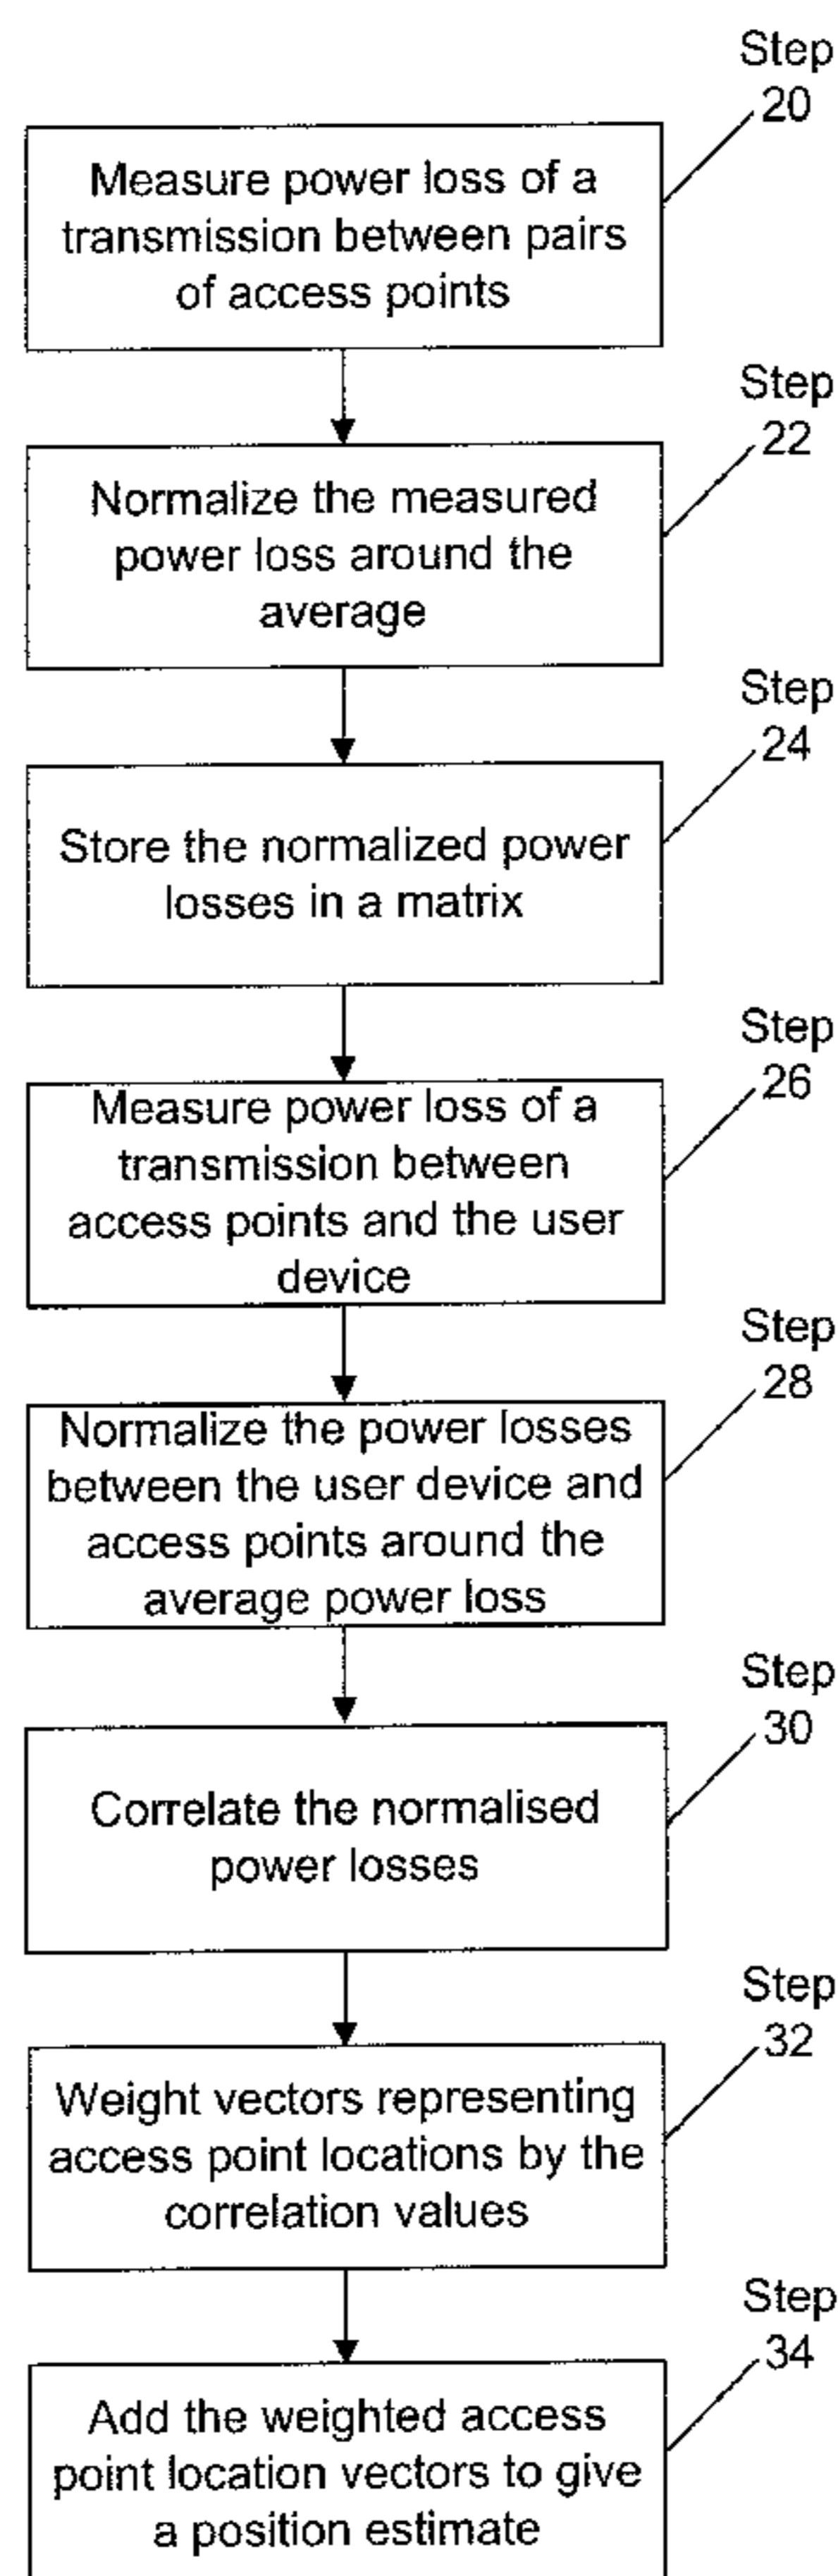 Step
20
Measure power loss of a
transmission between pairs
of access points
Step
22
Normalize the measured
power loss around the
average
Step
24
Store the normalized power
losses in a matrix
Step
26
Measure power loss of a
transmission between
access points and the user
device
Step
28
Normalize the power losses
between the user device and
access points around the
average power loss
Step
30
Correlate the normalised
power losses
Step
32
Weight vectors representing
access point locations by the
correlation values
Step
34
Add the weighted access
point location vectors to give
a position estimate